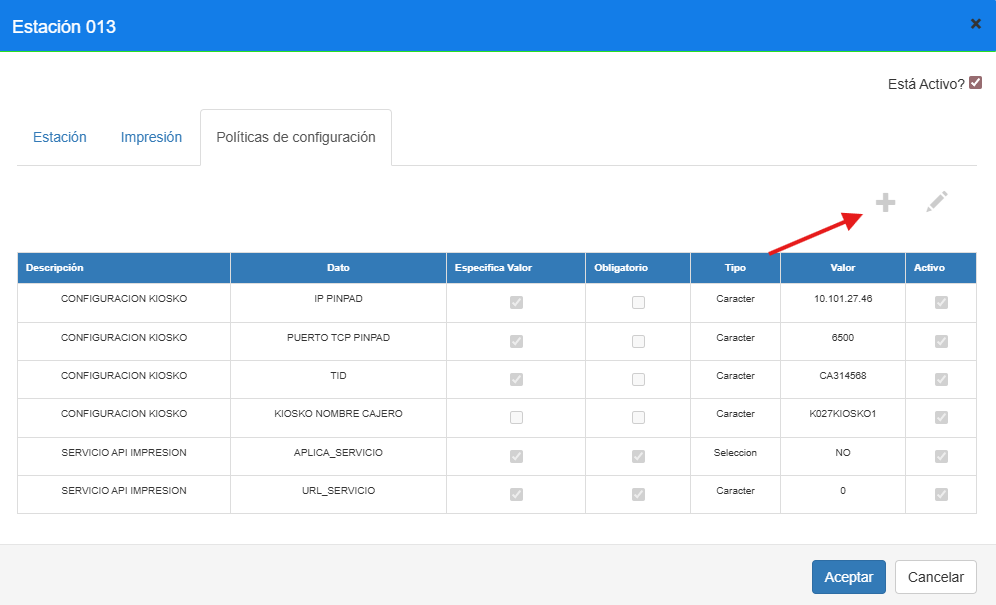 Estación 013
Está Activo?
Estación Impresión Políticas de configuración
Descripción Dato Especifica Valor Obligatorio Tipo Valor Activo
CONFIGURACION KIOSKO IP PINPAD Caracter 10.101.27.46
CONFIGURACION KIOSKO PUERTO TCP PINPAD Caracter 6500
CONFIGURACION KIOSKO TID Caracter CA314568
CONFIGURACION KIOSKO KIOSKO NOMBRE CAJERO Caracter K027KIOSKO1
SERVICIO API IMPRESION APLICA_SERVICIO Seleccion NO
SERVICIO API IMPRESION URL_SERVICIO Caracter 0
Aceptar Cancelar